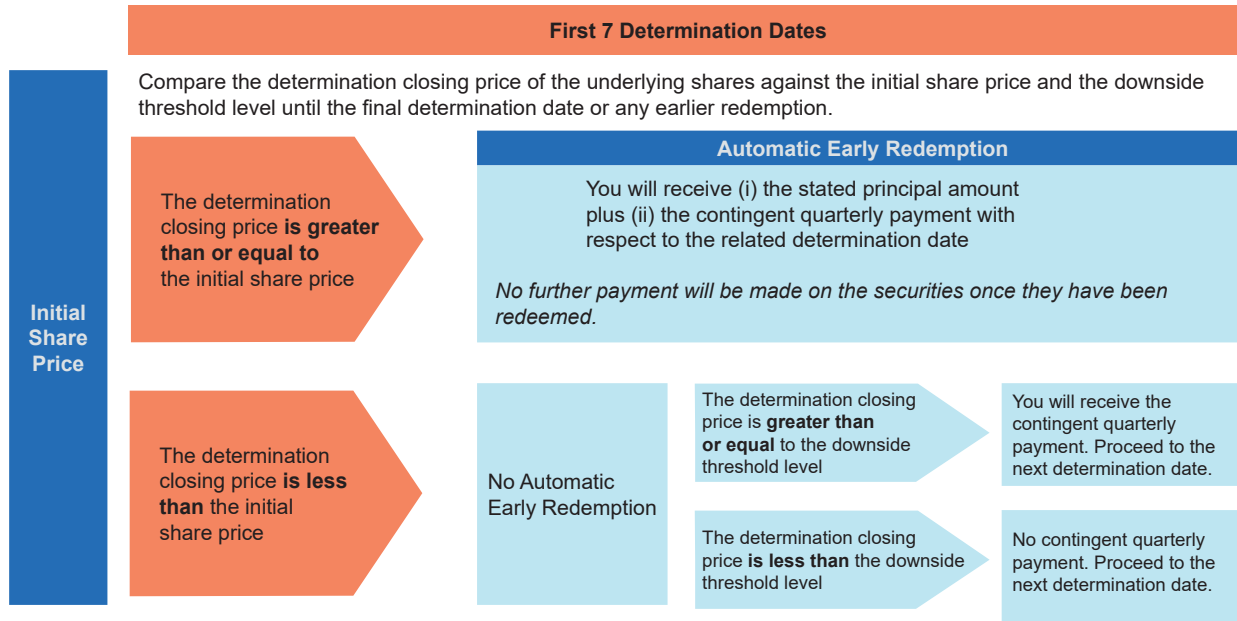 First 7 Determination Dates
Compare the determination closing price of the underlying shares against the initial share price and the downside
threshold level until the final determination date or any earlier redemption.
Initial
Share
Price
The determination
closing price is greater
than or equal to
the initial share price
Automatic Early Redemption
You will receive (i) the stated principal amount
plus (ii) the contingent quarterly payment with
respect to the related determination date
No further payment will be made on the securities once they have been
redeemed.
The determination
closing price is less
than the initial
share price
No Automatic
Early Redemption
The determination closing
price is greater than
or equal to the downside
threshold level
You will receive the
contingent quarterly
payment. Proceed to the
next determination date.
The determination closing
price is less than the downside
threshold level
No contingent quarterly
payment. Proceed to the
next determination date.